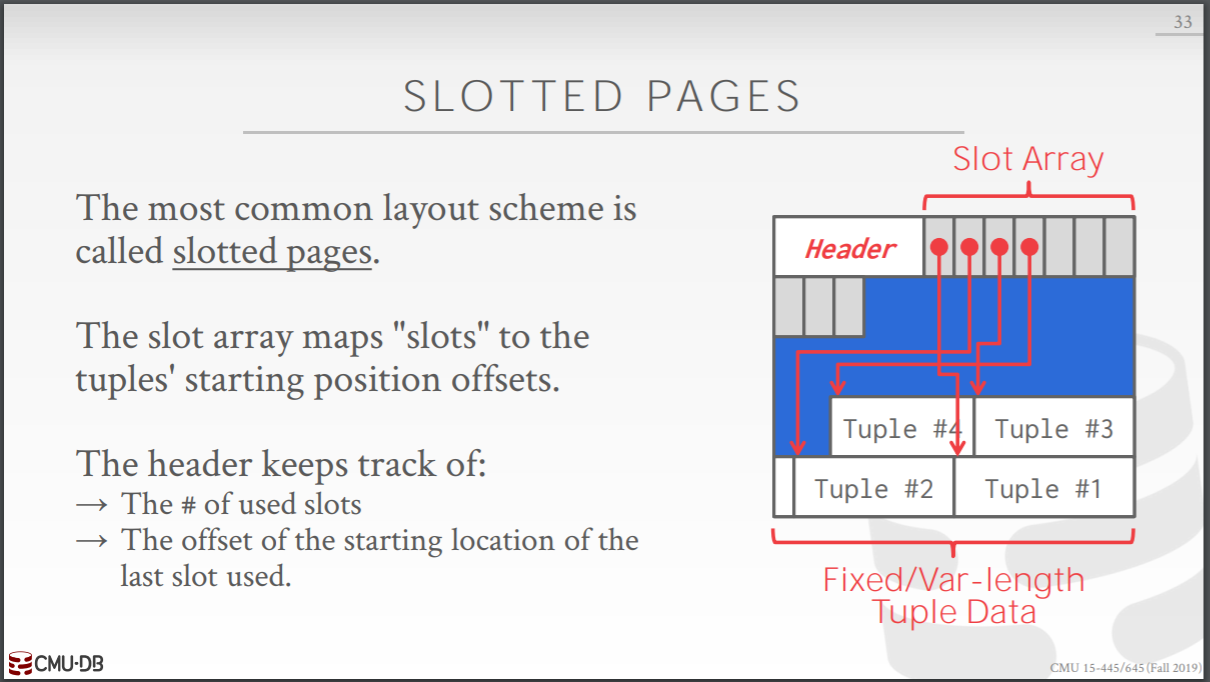 33
SLOTTED PAGES
The most common layout scheme is
called slotted pages.
The slot array maps "slots" to the
tuples' starting position offsets.
The header keeps track of:
→ The # of used slots
→ The offset of the starting location of the
last slot used.
Slot Array
Header
Tuple #4 Tuple #3
Tuple #2 Tuple #1
Fixed/Var-length
Tuple Data
CMU·DB
CMU 15-445/645 (Fall 2019)